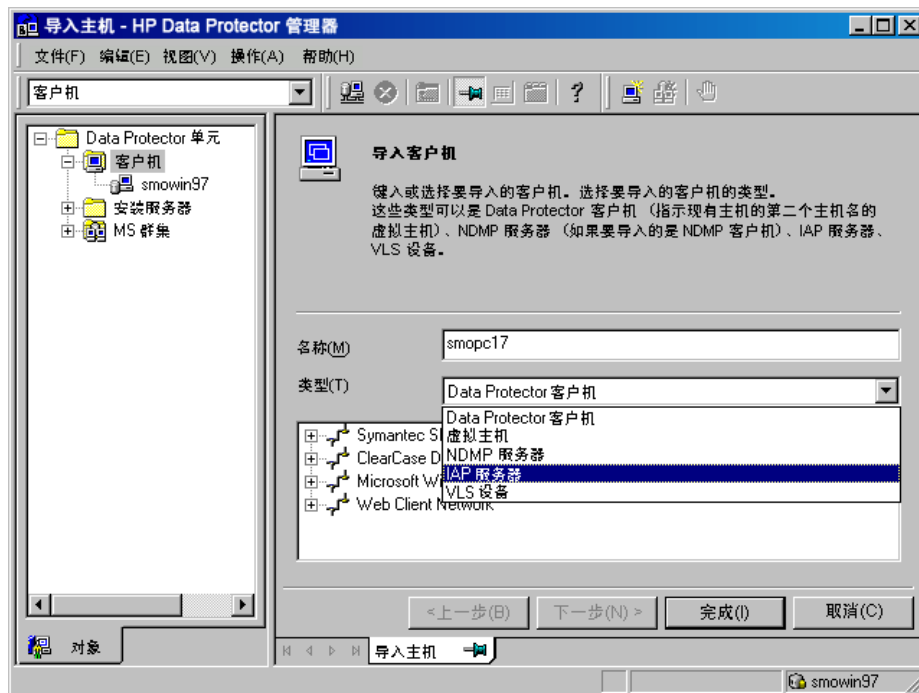 导入主机 - HP Data Protector 管理器
文件(F) 编辑(E) 视图(V) 操作(A) 帮助(H)
客户机
Data Protector 单元
客户机
smowin97
安装服务器
MS 群集
导入客户机
键入或选择要导入的客户机。选择要导入的客户机的类型。
这些类型可以是 Data Protector 客户机 （指示现有主机的第二个主机名的
虚拟主机）、NDMP 服务器 （如果要导入的是 NDMP 客户机）、IAP 服务器、
VLS 设备。
名称(M)
smopc17
类型(T)
Data Protector 客户机
Data Protector 客户机
虚拟主机
NDMP 服务器
IAP 服务器
VLS 设备
Symantec S
ClearCase D
Microsoft W
Web Client Network
<上一步(B)
下一步(N) >
完成(I)
取消(C)
对象
导入主机
smowin97